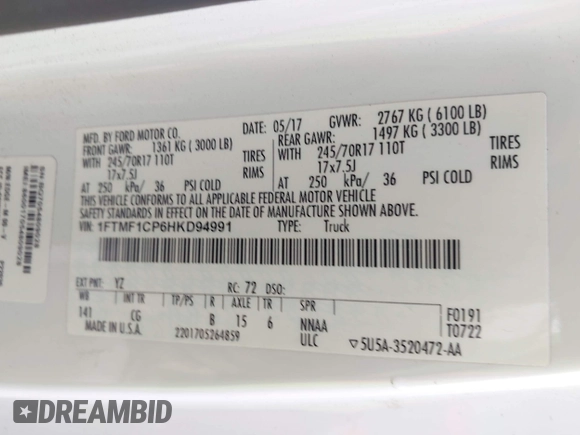 MFD. BY FORD MOTOR CO.
DATE: 05/17 GVWR: 2767 KG ( 6100 LB)
FRONT GAWR: 1361 KG ( 3000 LB)
REAR GAWR: 1497 KG ( 3300 LB)
WITH 245/70R17 110T TIRES
WITH 245/70R17 110T TIRES
17x7.5J RIMS
17x7.5J RIMS
AT 250 kPa/ 36 PSI COLD
AT 250 kPa/ 36 PSI COLD
THIS VEHICLE CONFORMS TO ALL APPLICABLE FEDERAL MOTOR VEHICLE
SAFETY AND THEFT PREVENTION STANDARDS IN EFFECT ON THE DATE OF MANUFACTURE SHOWN ABOVE.
VIN: 1FTMF1CP6HKD94991 TYPE: Truck
EXT PNT: YZ RC: 72 DSO:
WB INT TR TP/PS R AXLE TR SPR
141 CG B 15 6 NNAA F0191
ULC T0722
MADE IN U.S.A. 2201705264859
▽5U5A-3520472-AA
DREAMBID